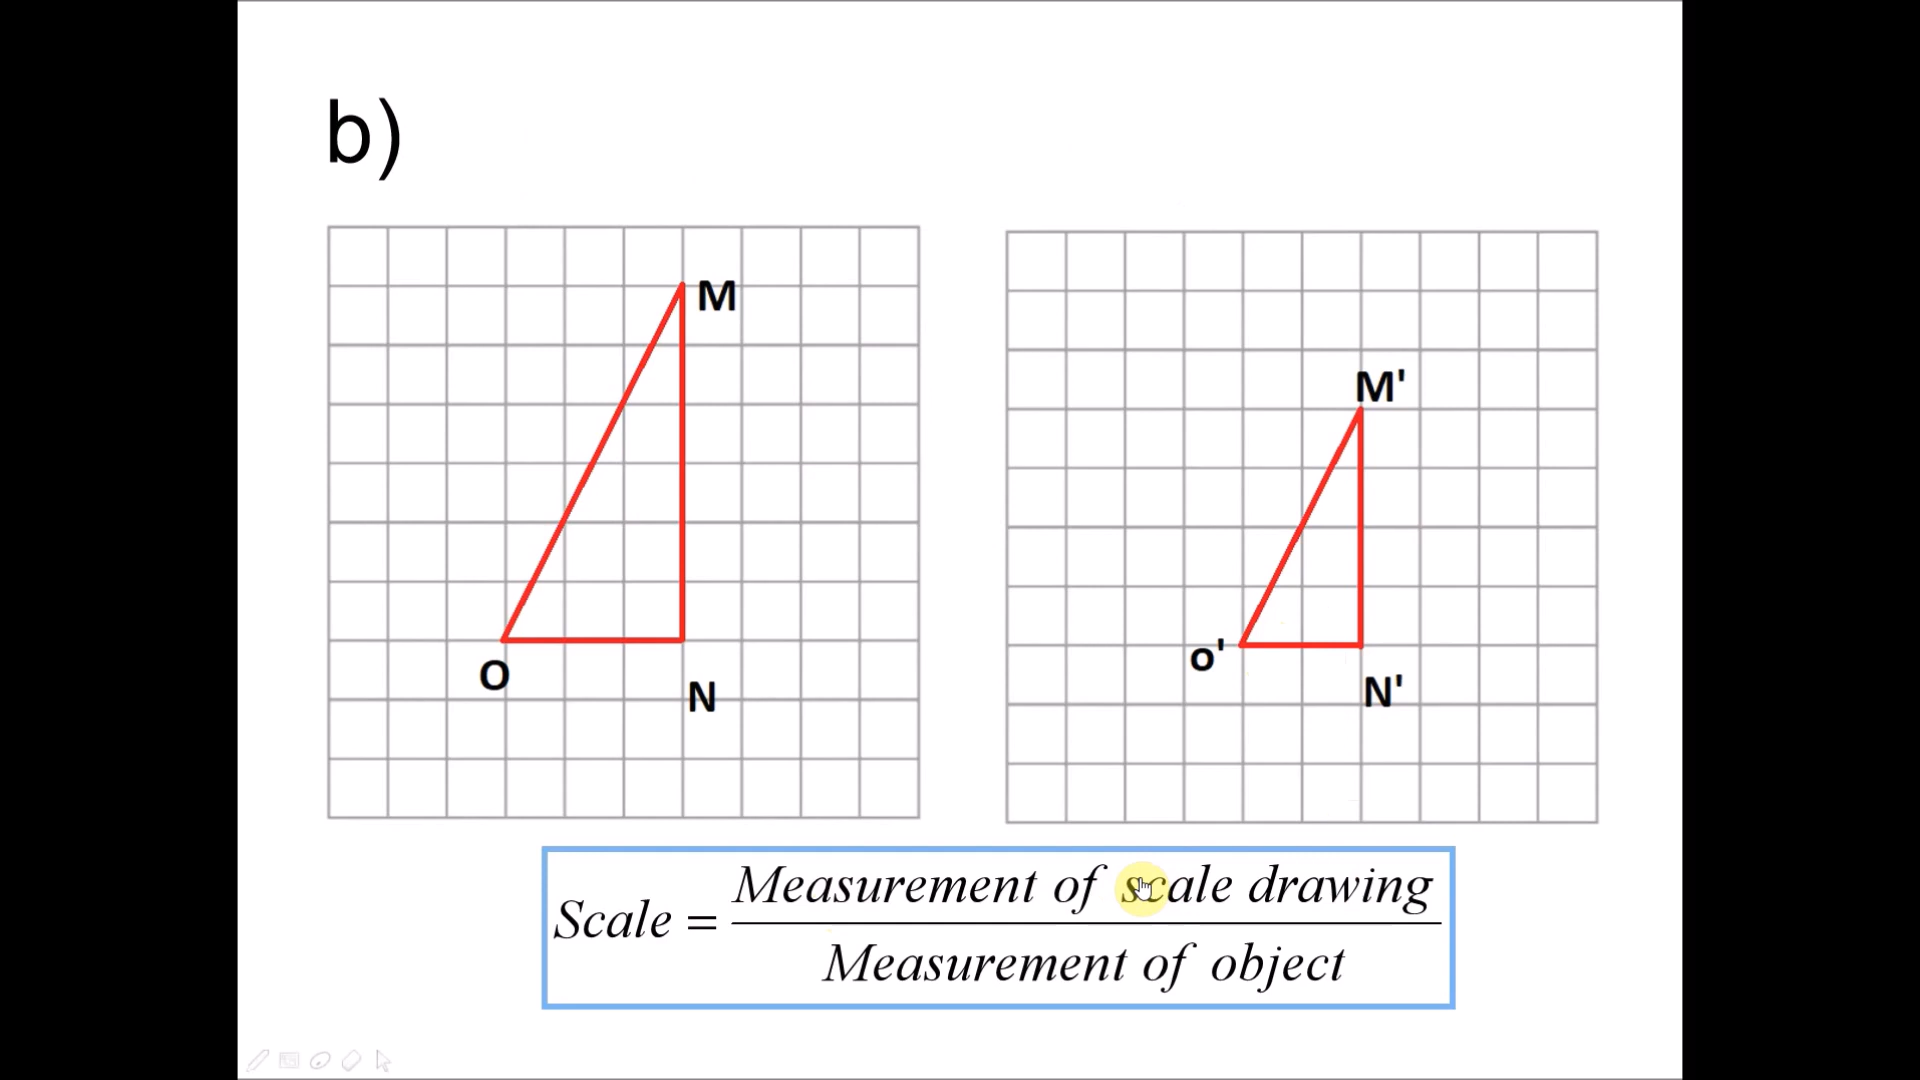 b)
M
M'
O
N
o'
N'
Scale = Measurement of scale drawing / Measurement of object